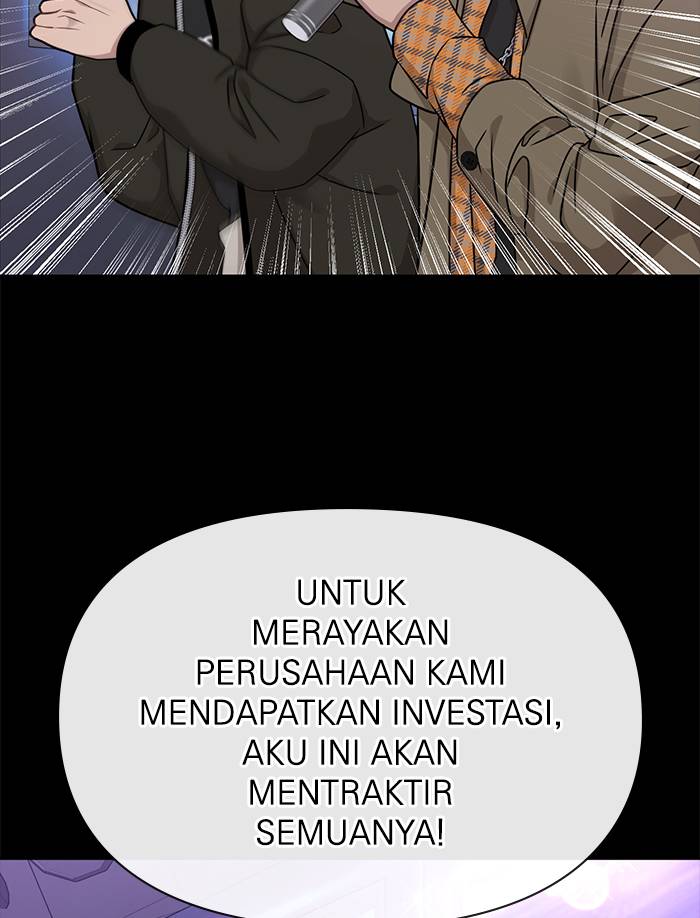 UNTUK
MERAYAKAN
PERUSAHAAN KAMI
MENDAPATKAN INVESTASI,
AKU INI AKAN
MENTRAKTIR
SEMUANYA!